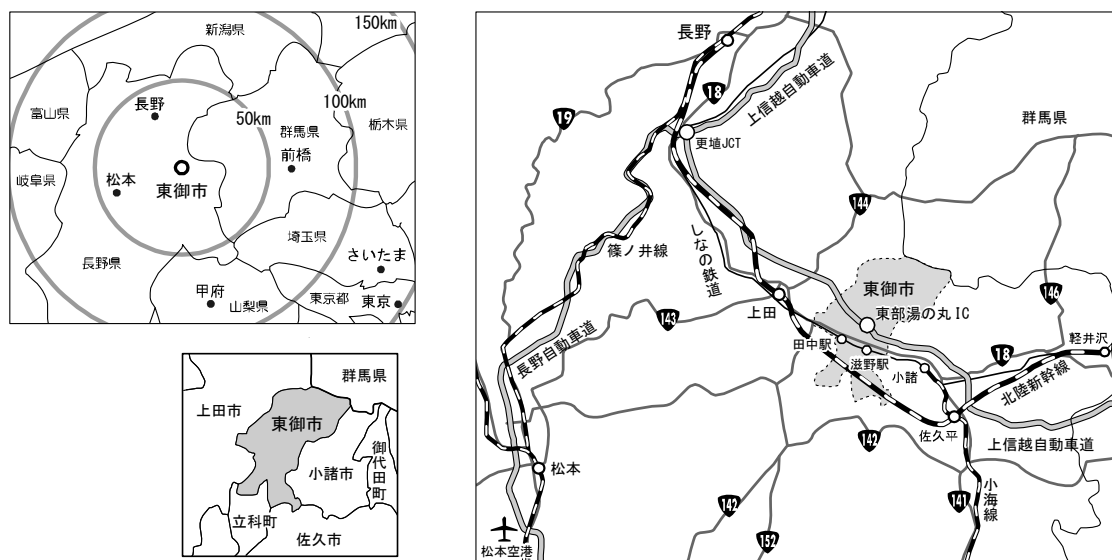 150km
新潟県
富山県
長野
100km
50km
群馬県
栃木県
前橋
岐阜県
松本
東御市
埼玉県
さいたま
長野県
甲府
山梨県
東京都
東京
群馬県
上田市
東御市
御代田町
小諸市
立科町
佐久市
長野
18
上信越自動車道
19
群馬県
更埴JCT
144
しなの鉄道
篠ノ井線
東御市
146
上田
東部湯の丸IC
143
田中駅
長野自動車道
滋野駅
18
軽井沢
小諸
北陸新幹線
佐久平
142
上信越自動車道
松本
小海線
142
141
152
松本空港